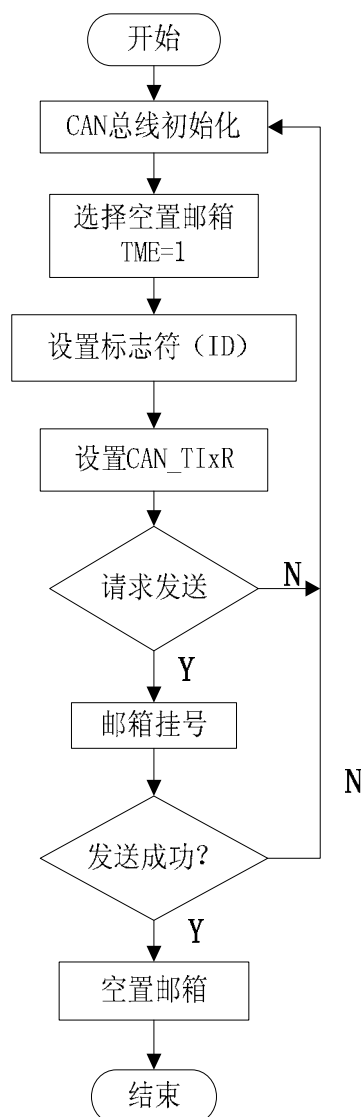 开始
CAN总线初始化
选择空置邮箱
TME=1
设置标志符（ID）
设置CAN_TIxR
请求发送
N
Y
邮箱挂号
N
发送成功?
Y
空置邮箱
结束